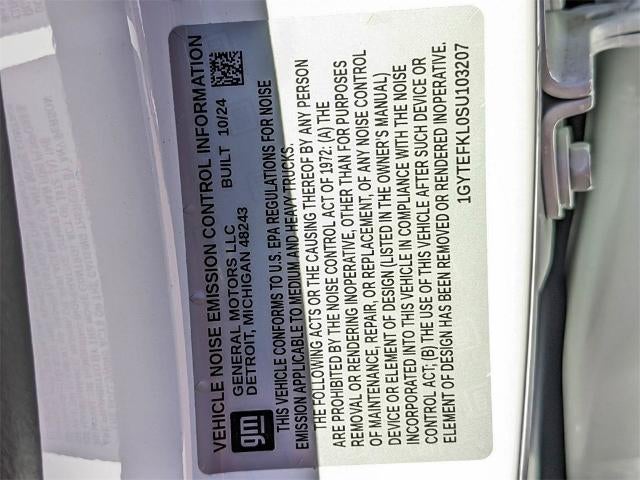 VEHICLE NOISE EMISSION CONTROL INFORMATION
gm
GENERAL MOTORS LLC
DETROIT, MICHIGAN 48243 BUILT 10/24
THIS VEHICLE CONFORMS TO U.S. EPA REGULATIONS FOR NOISE
EMISSION APPLICABLE TO MEDIUM AND HEAVY TRUCKS.
THE FOLLOWING ACTS OR THE CAUSING THEREOF BY ANY PERSON
ARE PROHIBITED BY THE NOISE CONTROL ACT OF 1972: (A) THE
REMOVAL OR RENDERING INOPERATIVE, OTHER THAN FOR PURPOSES
OF MAINTENANCE, REPAIR, OR REPLACEMENT, OF ANY NOISE CONTROL
DEVICE OR ELEMENT OF DESIGN (LISTED IN THE OWNER'S MANUAL)
INCORPORATED INTO THIS VEHICLE IN COMPLIANCE WITH THE NOISE
CONTROL ACT; (B) THE USE OF THIS VEHICLE AFTER SUCH DEVICE OR
ELEMENT OF DESIGN HAS BEEN REMOVED OR RENDERED INOPERATIVE.
1GYTEFKL0SU103207